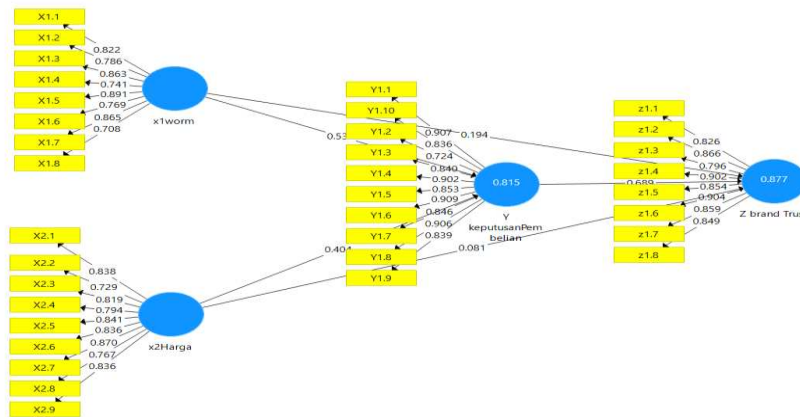 X1.1
X1.2
X1.3
X1.4
X1.5
X1.6
X1.7
X1.8
0.822
0.786
0.863
0.741
0.891
0.769
0.865
0.708
x1worm
X2.1
X2.2
X2.3
X2.4
X2.5
X2.6
X2.7
X2.8
X2.9
0.838
0.729
0.819
0.794
0.841
0.836
0.870
0.767
0.836
x2Harga
0.404
0.194
0.081
0.689
Y1.1
Y1.10
Y1.2
Y1.3
Y1.4
Y1.5
Y1.6
Y1.7
Y1.8
Y1.9
0.907
0.836
0.724
0.840
0.902
0.853
0.909
0.846
0.906
0.839
0.815
Y
keputusanPem
belian
z1.1
z1.2
z1.3
z1.4
z1.5
z1.6
z1.7
z1.8
0.826
0.866
0.796
0.902
0.854
0.904
0.859
0.849
0.877
Z brand Trus